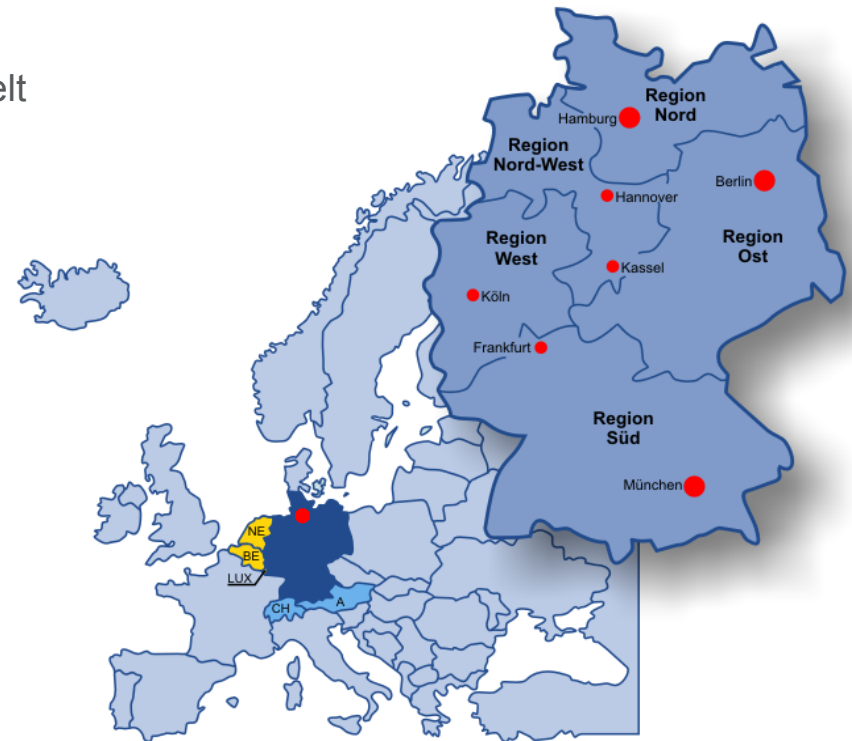 elt
Region
Nord
Hamburg
Region
Nord-West
Berlin
Hannover
Region
West
Region
Ost
Kassel
Köln
Frankfurt
Region
Süd
München
NE
BE
LUX
CH
A